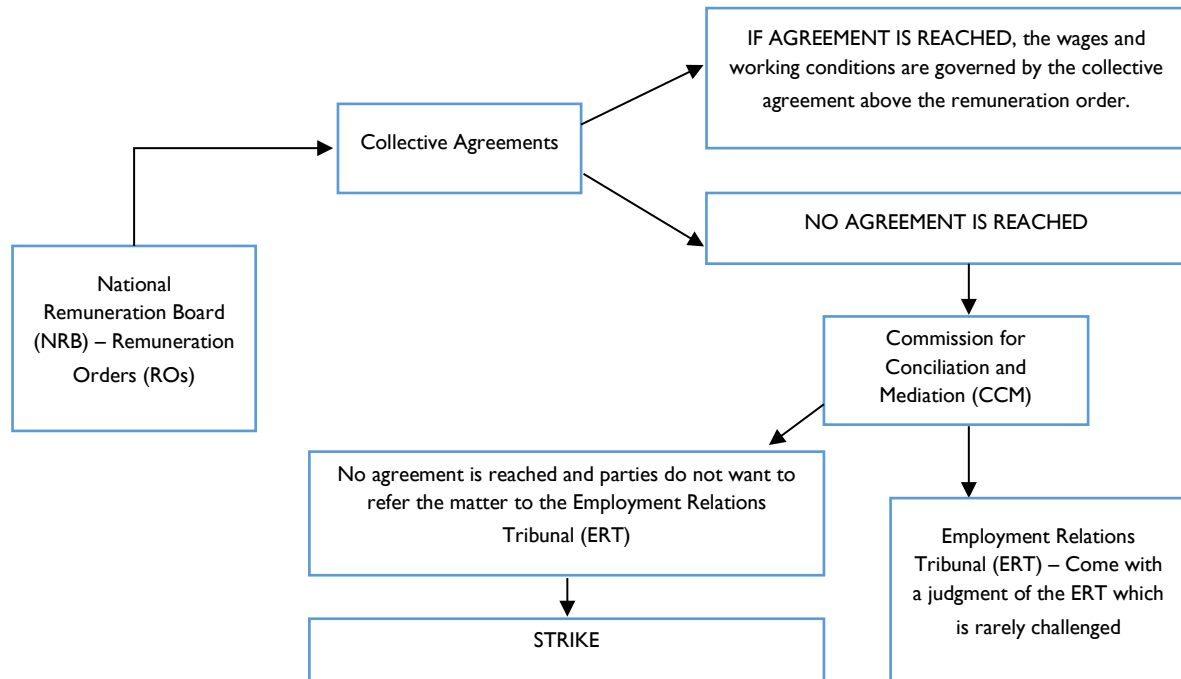 IF AGREEMENT IS REACHED, the wages and
working conditions are governed by the collective
agreement above the remuneration order.
Collective Agreements
NO AGREEMENT IS REACHED
National
Remuneration Board
(NRB) – Remuneration
Orders (ROs)
Commission for
Conciliation and
Mediation (CCM)
No agreement is reached and parties do not want to
refer the matter to the Employment Relations
Tribunal (ERT)
Employment Relations
Tribunal (ERT) – Come with
a judgment of the ERT which
is rarely challenged
STRIKE